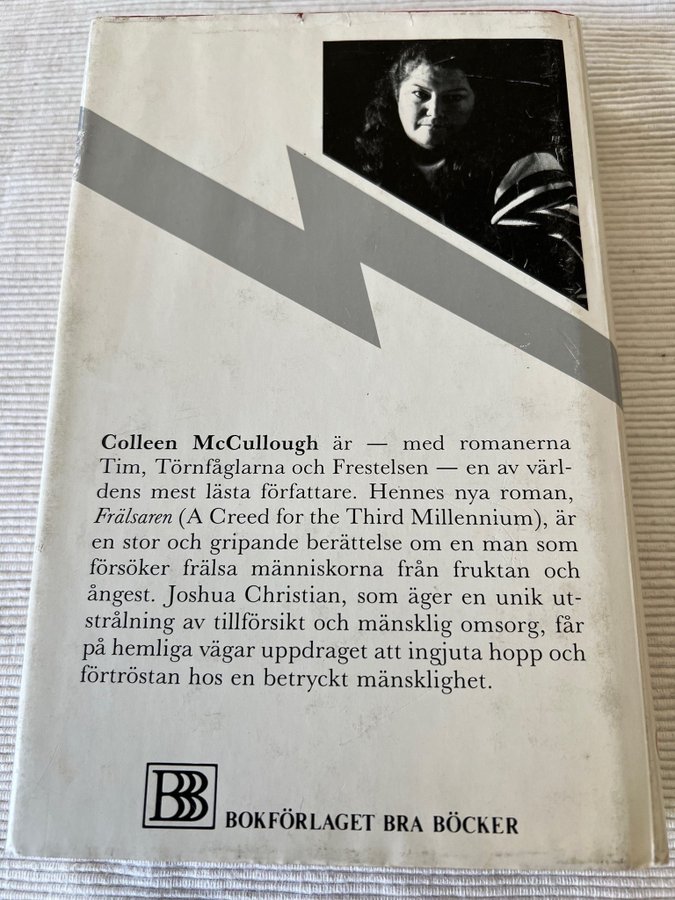 Colleen McCullough är — med romanerna
Tim, Törnfåglarna och Frestelsen — en av värl-
dens mest lästa författare. Hennes nya roman,
Frälsaren (A Creed for the Third Millennium), är
en stor och gripande berättelse om en man som
försöker frälsa människorna från fruktan och
ångest. Joshua Christian, som äger en unik ut-
strålning av tillförsikt och mänsklig omsorg, får
på hemliga vägar uppdraget att ingjuta hopp och
förtröstan hos en betryckt mänsklighet.
BBB BOKFÖRLAGET BRA BÖCKER